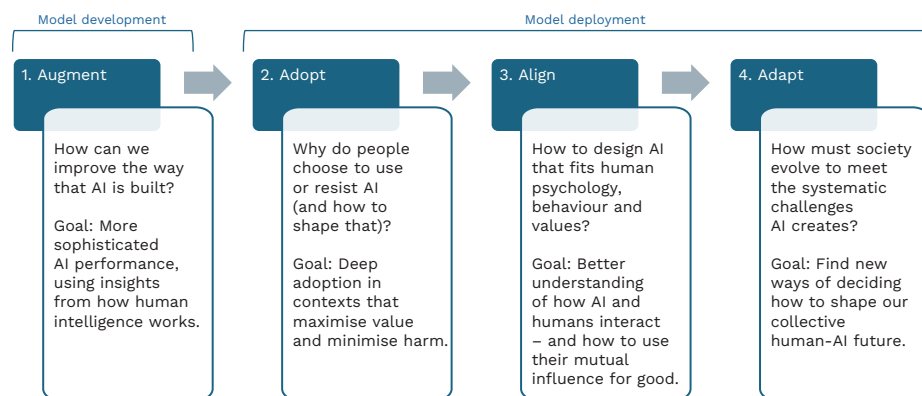 Model development
Model deployment
1. Augment
How can we
improve the way
that AI is built?
Goal: More
sophisticated
AI performance,
using insights
from how human
intelligence works.
2. Adopt
Why do people
choose to use
or resist AI
(and how to
shape that)?
Goal: Deep
adoption in
contexts that
maximise value
and minimise harm.
3. Align
How to design AI
that fits human
psychology,
behaviour and
values?
Goal: Better
understanding
of how AI and
humans interact
– and how to use
their mutual
influence for good.
4. Adapt
How must society
evolve to meet
the systematic
challenges
AI creates?
Goal: Find new
ways of deciding
how to shape our
collective
human-AI future.